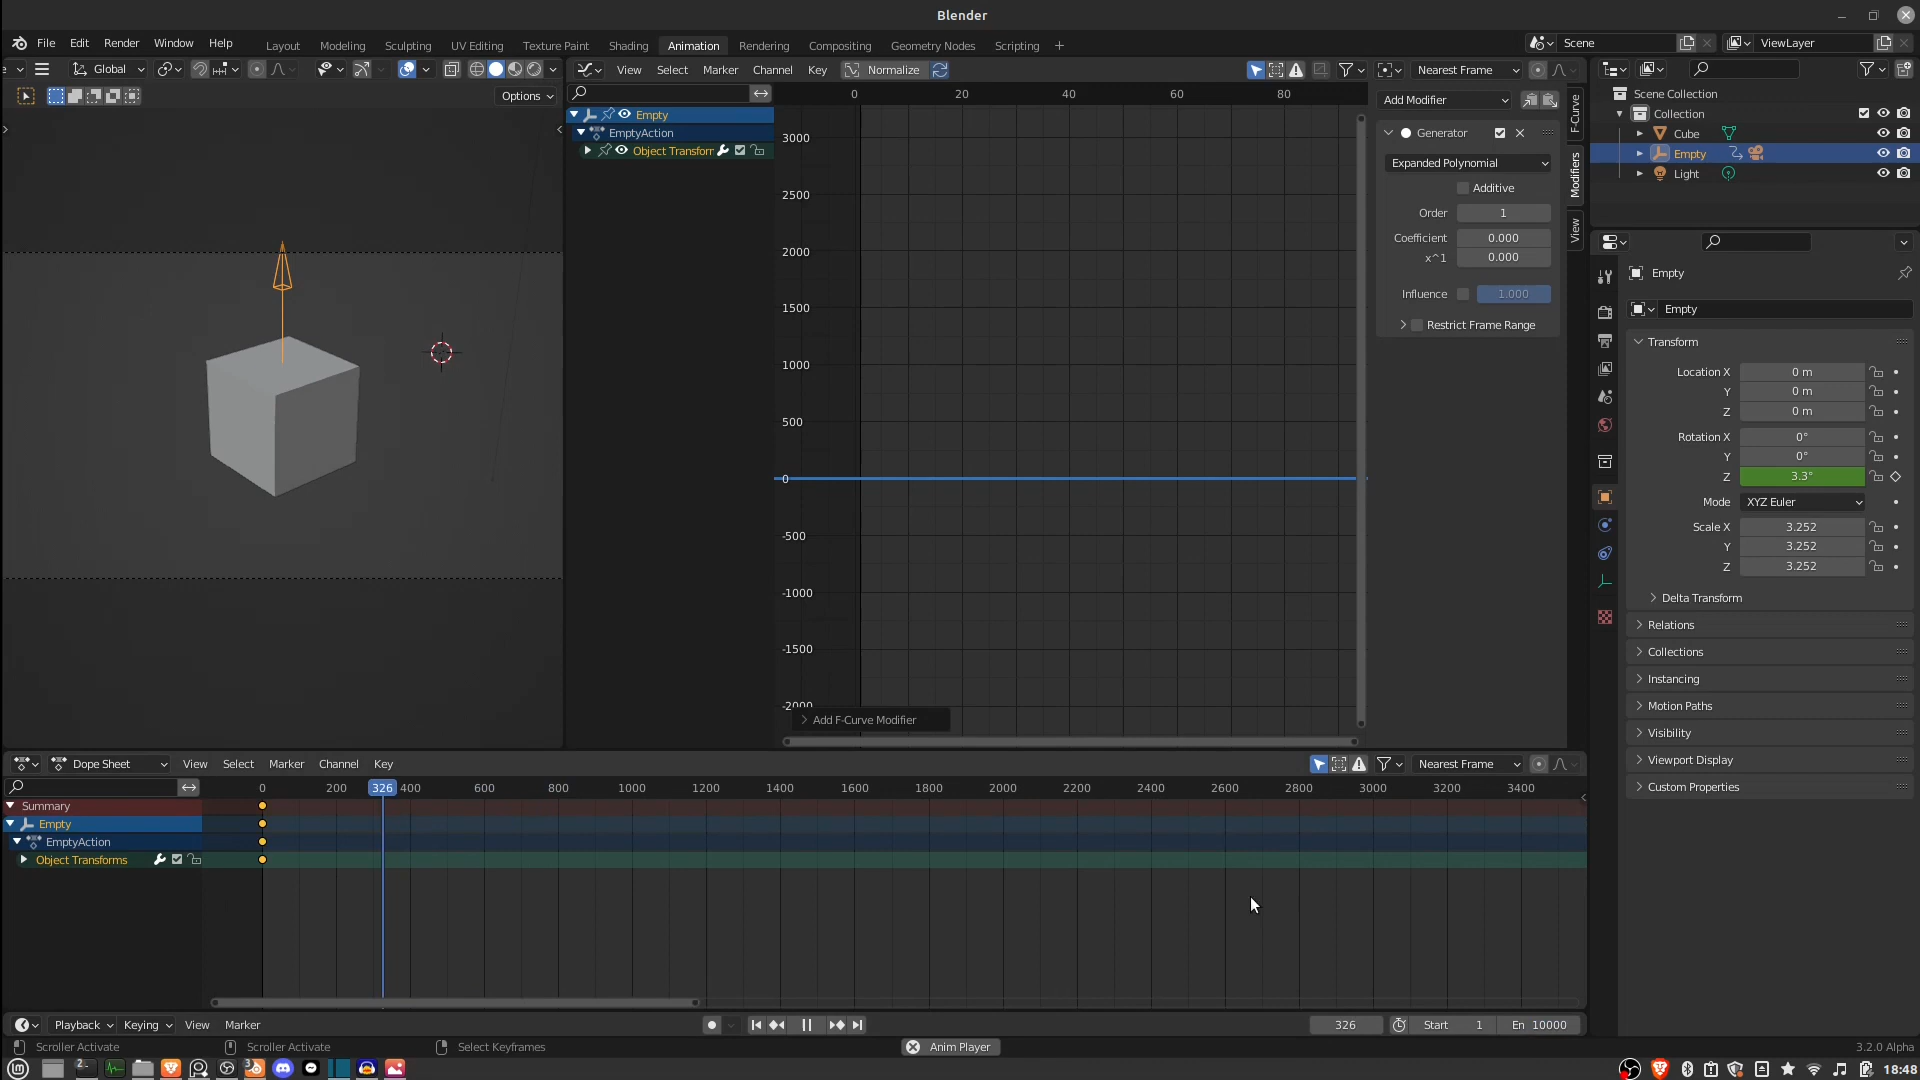 Blender
File Edit Render Window Help Layout Modeling Sculpting UV Editing Texture Paint Shading Animation Rendering Compositing Geometry Nodes Scripting + Scene ViewLayer
Global View Select Marker Channel Key Normalize Nearest Frame
Options
0 20 40 60 80
Add Modifier
Scene Collection
Collection
Cube
Empty
Light
Empty
EmptyAction
Object Transforr
3000
2500
2000
1500
1000
500
0
-500
-1000
-1500
-2000
Add F-Curve Modifier
Generator
Expanded Polynomial
Additive
Order 1
Coefficient 0.000
x^1 0.000
Influence 1.000
Restrict Frame Range
F-Curve
Modifiers
View
Empty
Empty
Transform
Location X 0 m
Y 0 m
Z 0 m
Rotation X 0°
Y 0°
Z 3.3°
Mode XYZ Euler
Scale X 3.252
Y 3.252
Z 3.252
Delta Transform
Relations
Collections
Instancing
Motion Paths
Visibility
Viewport Display
Custom Properties
Dope Sheet View Select Marker Channel Key Nearest Frame
0 200 326 400 600 800 1000 1200 1400 1600 1800 2000 2200 2400 2600 2800 3000 3200 3400
Summary
Empty
EmptyAction
Object Transforms
Playback Keying View Marker 326 Start 1 En 10000
Scroller Activate Scroller Activate Select Keyframes Anim Player 3.2.0 Alpha
18:48